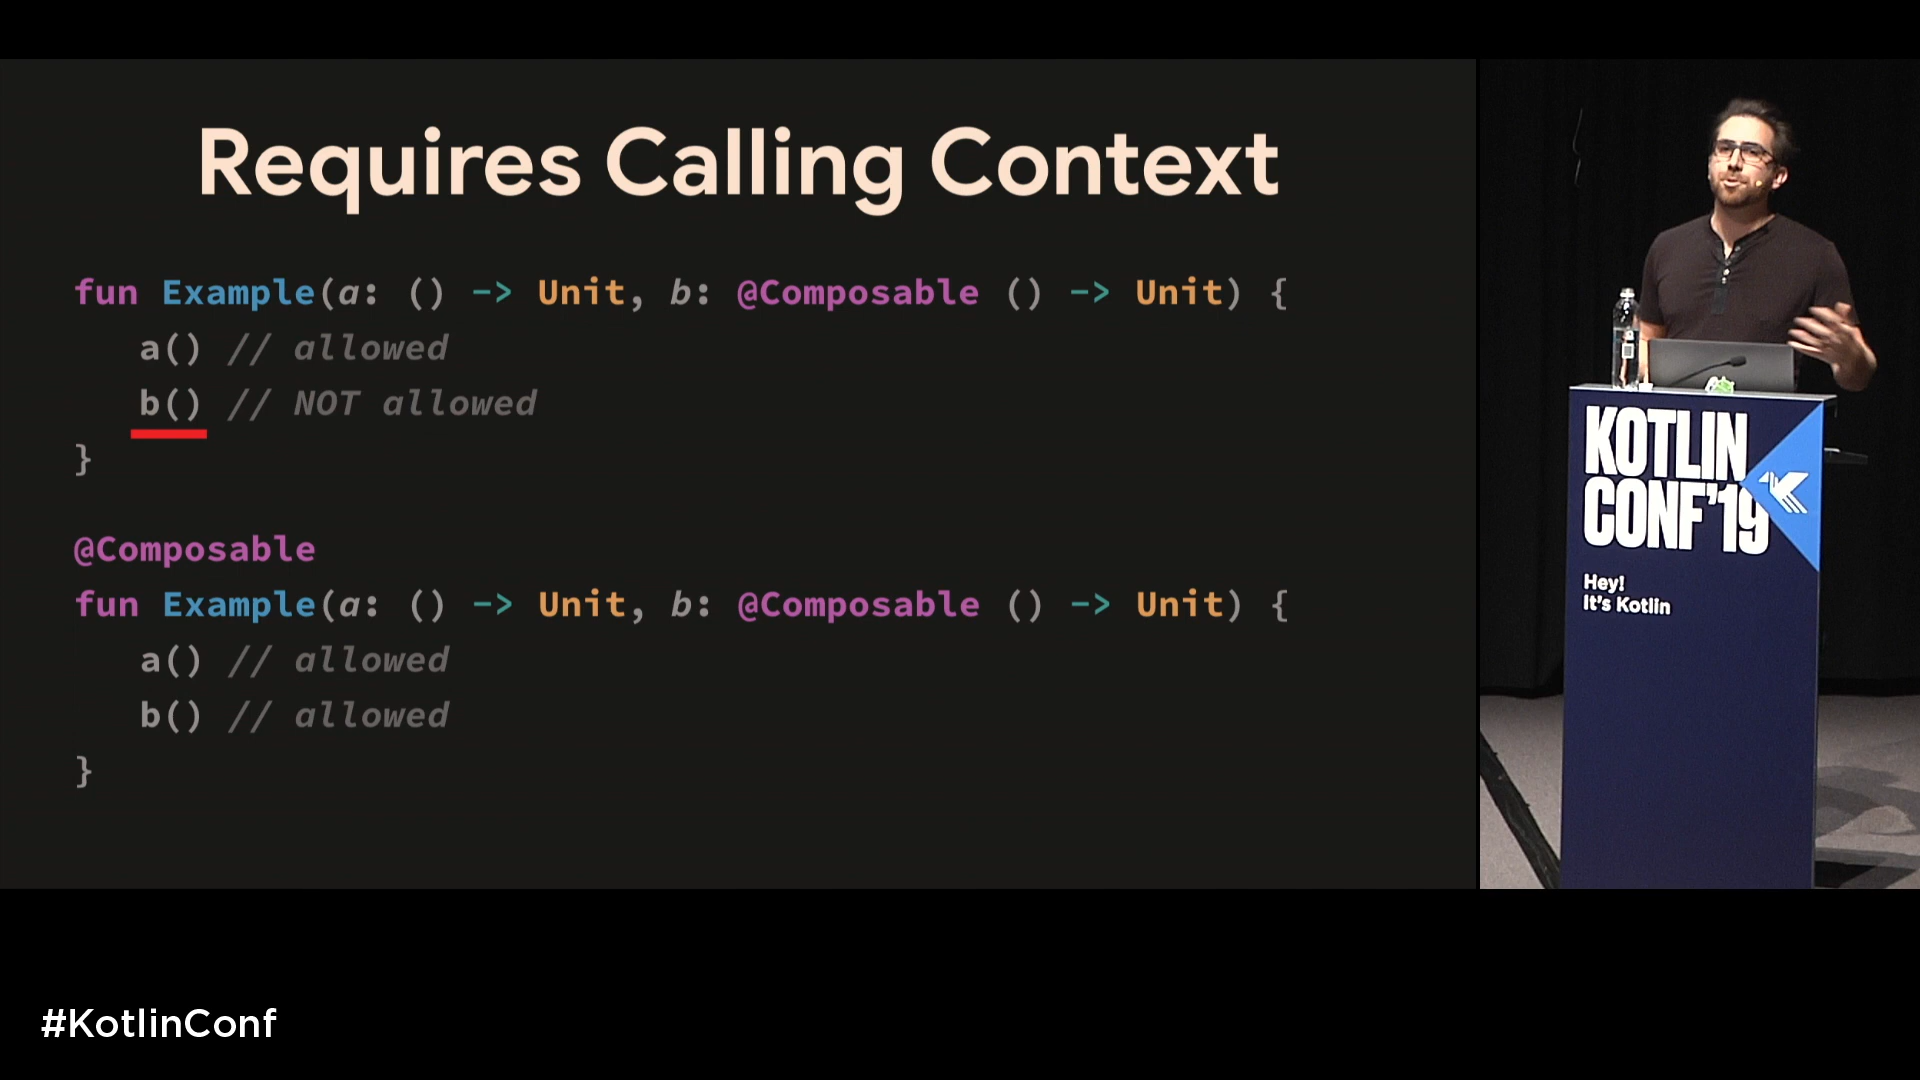 Requires Calling Context
fun Example(a: () -> Unit, b: @Composable () -> Unit) {
a() // allowed
b() // NOT allowed
}
@Composable
fun Example(a: () -> Unit, b: @Composable () -> Unit) {
a() // allowed
b() // allowed
}
KOTLIN
CONF'19
Hey!
It's Kotlin
#KotlinConf